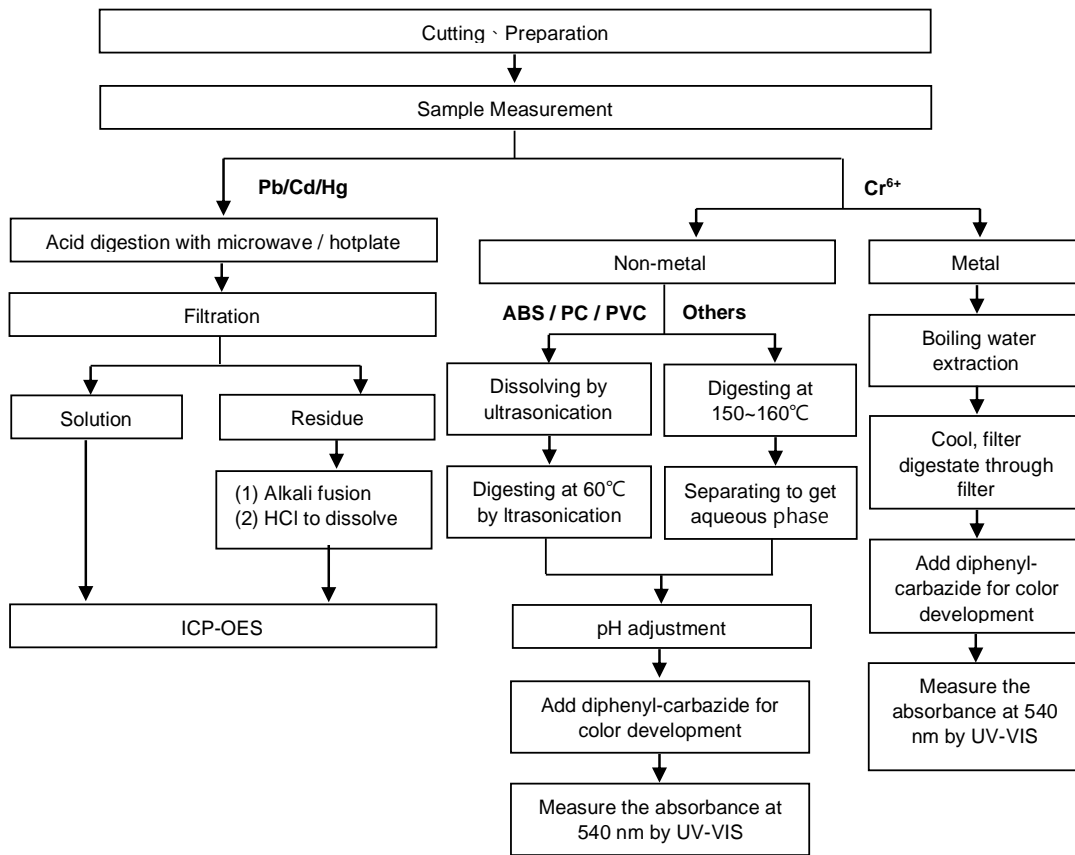 Cutting、Preparation
Sample Measurement
Pb/Cd/Hg
Cr⁶⁺
Acid digestion with microwave / hotplate
Non-metal
Metal
Filtration
ABS / PC / PVC
Others
Boiling water
extraction
Solution
Residue
Dissolving by
ultrasonication
Digesting at
150~160℃
Cool, filter
digestate through
filter
(1) Alkali fusion
(2) HCl to dissolve
Digesting at 60℃
by ltrasonication
Separating to get
aqueous phase
Add diphenyl-
carbazide for color
development
ICP-OES
pH adjustment
Measure the
absorbance at 540
nm by UV-VIS
Add diphenyl-carbazide for
color development
Measure the absorbance at
540 nm by UV-VIS